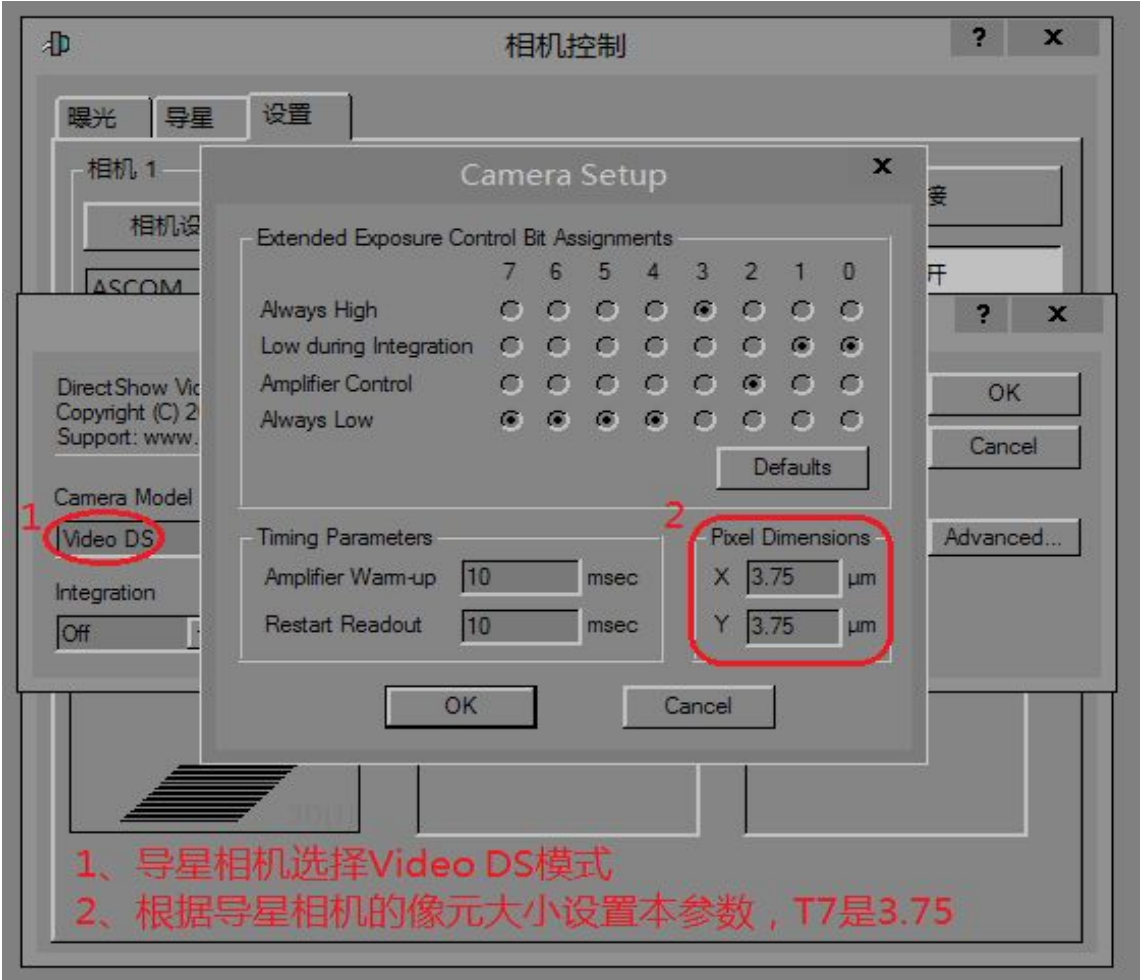 相机控制
? X
曝光 导星 设置
相机 1
Camera Setup X
接
相机设
Extended Exposure Control Bit Assignments
7 6 5 4 3 2 1 0
开
ASCOM
Always High
? X
Low during Integration
DirectShow Vid
Amplifier Control
OK
Copyright (C) 2
Always Low
Support: www.
Cancel
Defaults
Camera Model
1
2
Video DS
Timing Parameters
Pixel Dimensions
Advanced...
Amplifier Warm-up 10 msec
X 3.75 µm
Integration
Restart Readout 10 msec
Y 3.75 µm
Off
OK Cancel
1、导星相机选择Video DS模式
2、根据导星相机的像元大小设置本参数，T7是3.75